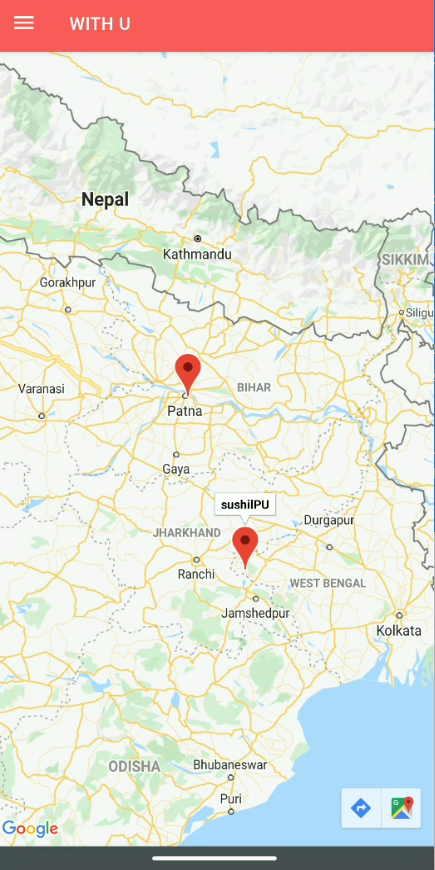 WITH U
Nepal
Kathmandu
SIKKIM
Gorakhpur
Siligu
Varanasi
BIHAR
Patna
Gaya
sushilPU
Durgapur
JHARKHAND
Ranchi
WEST BENGAL
Jamshedpur
Kolkata
ODISHA
Bhubaneswar
Puri
Google